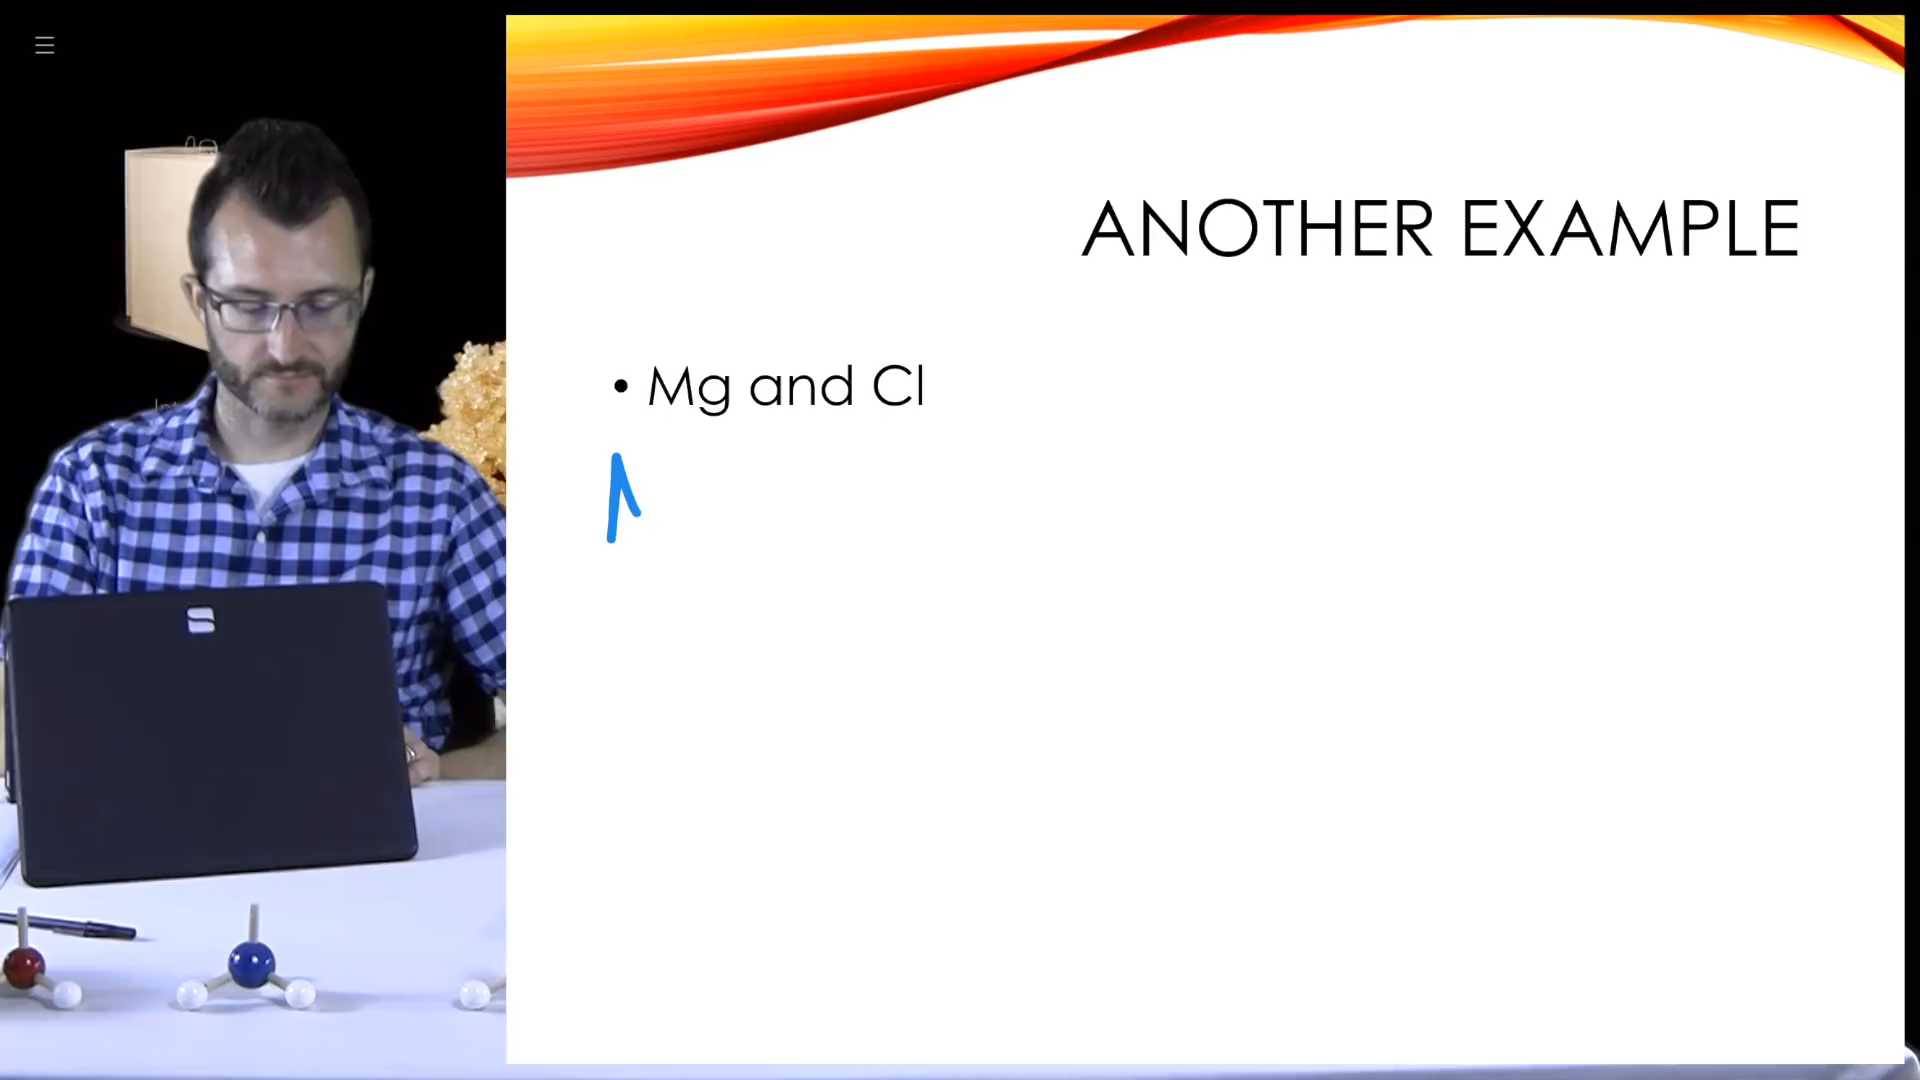 ANOTHER EXAMPLE
• Mg and Cl